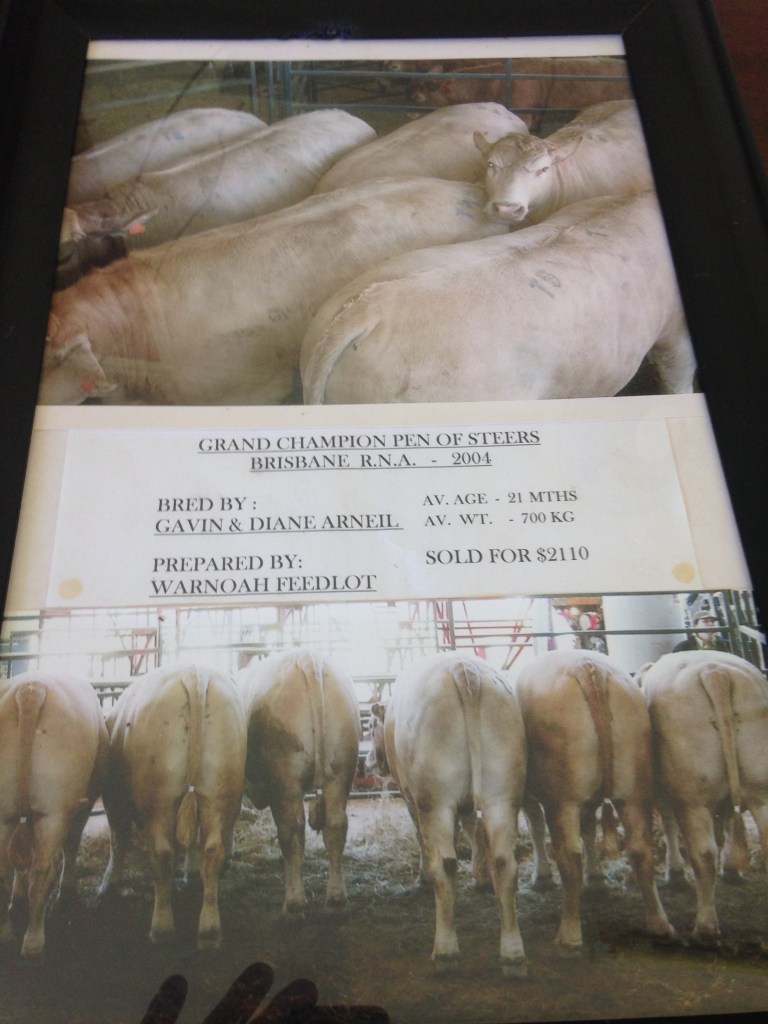 GRAND CHAMPION PEN OF STEERS
BRISBANE R.N.A. - 2004
BRED BY :
GAVIN & DIANE ARNEIL
AV. AGE - 21 MTHS
AV. WT. - 700 KG
PREPARED BY:
WARNOAH FEEDLOT
SOLD FOR $2110